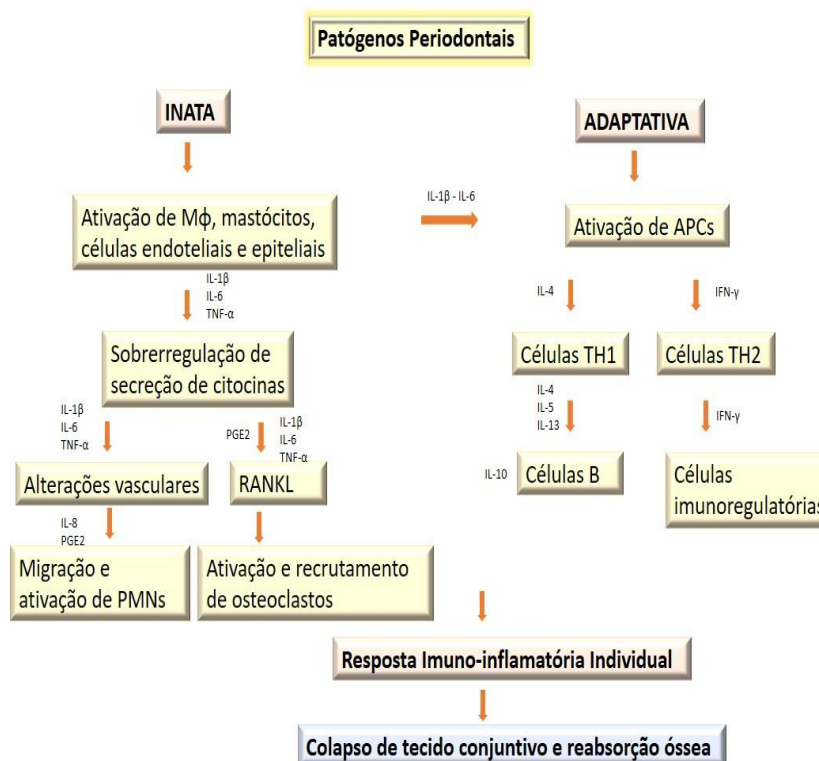 Patógenos Periodontais
INATA
ADAPTATIVA
Ativação de Mϕ, mastócitos,
células endoteliais e epiteliais
IL-1β - IL-6
Ativação de APCs
IL-1β
IL-6
TNF-α
IL-4
IFN-γ
Sobrerregulação de
secreção de citocinas
Células TH1
Células TH2
IL-1β
IL-6
TNF-α
PGE2
IL-1β
IL-6
TNF-α
IL-4
IL-5
IL-13
IFN-γ
Alterações vasculares
RANKL
IL-10
Células B
Células
imunoregulatórias
IL-8
PGE2
Migração e
ativação de PMNs
Ativação e recrutamento
de osteoclastos
Resposta Imuno-inflamatória Individual
Colapso de tecido conjuntivo e reabsorção óssea